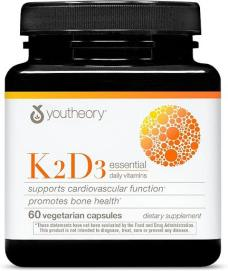 youtheory
K2D3 essential
daily vitamins
supports cardiovascular function*
promotes bone health*
60 vegetarian capsules dietary supplement
*These statements have not been evaluated by the Food and Drug Administration.
This product is not intended to diagnose, treat, cure or prevent any disease.